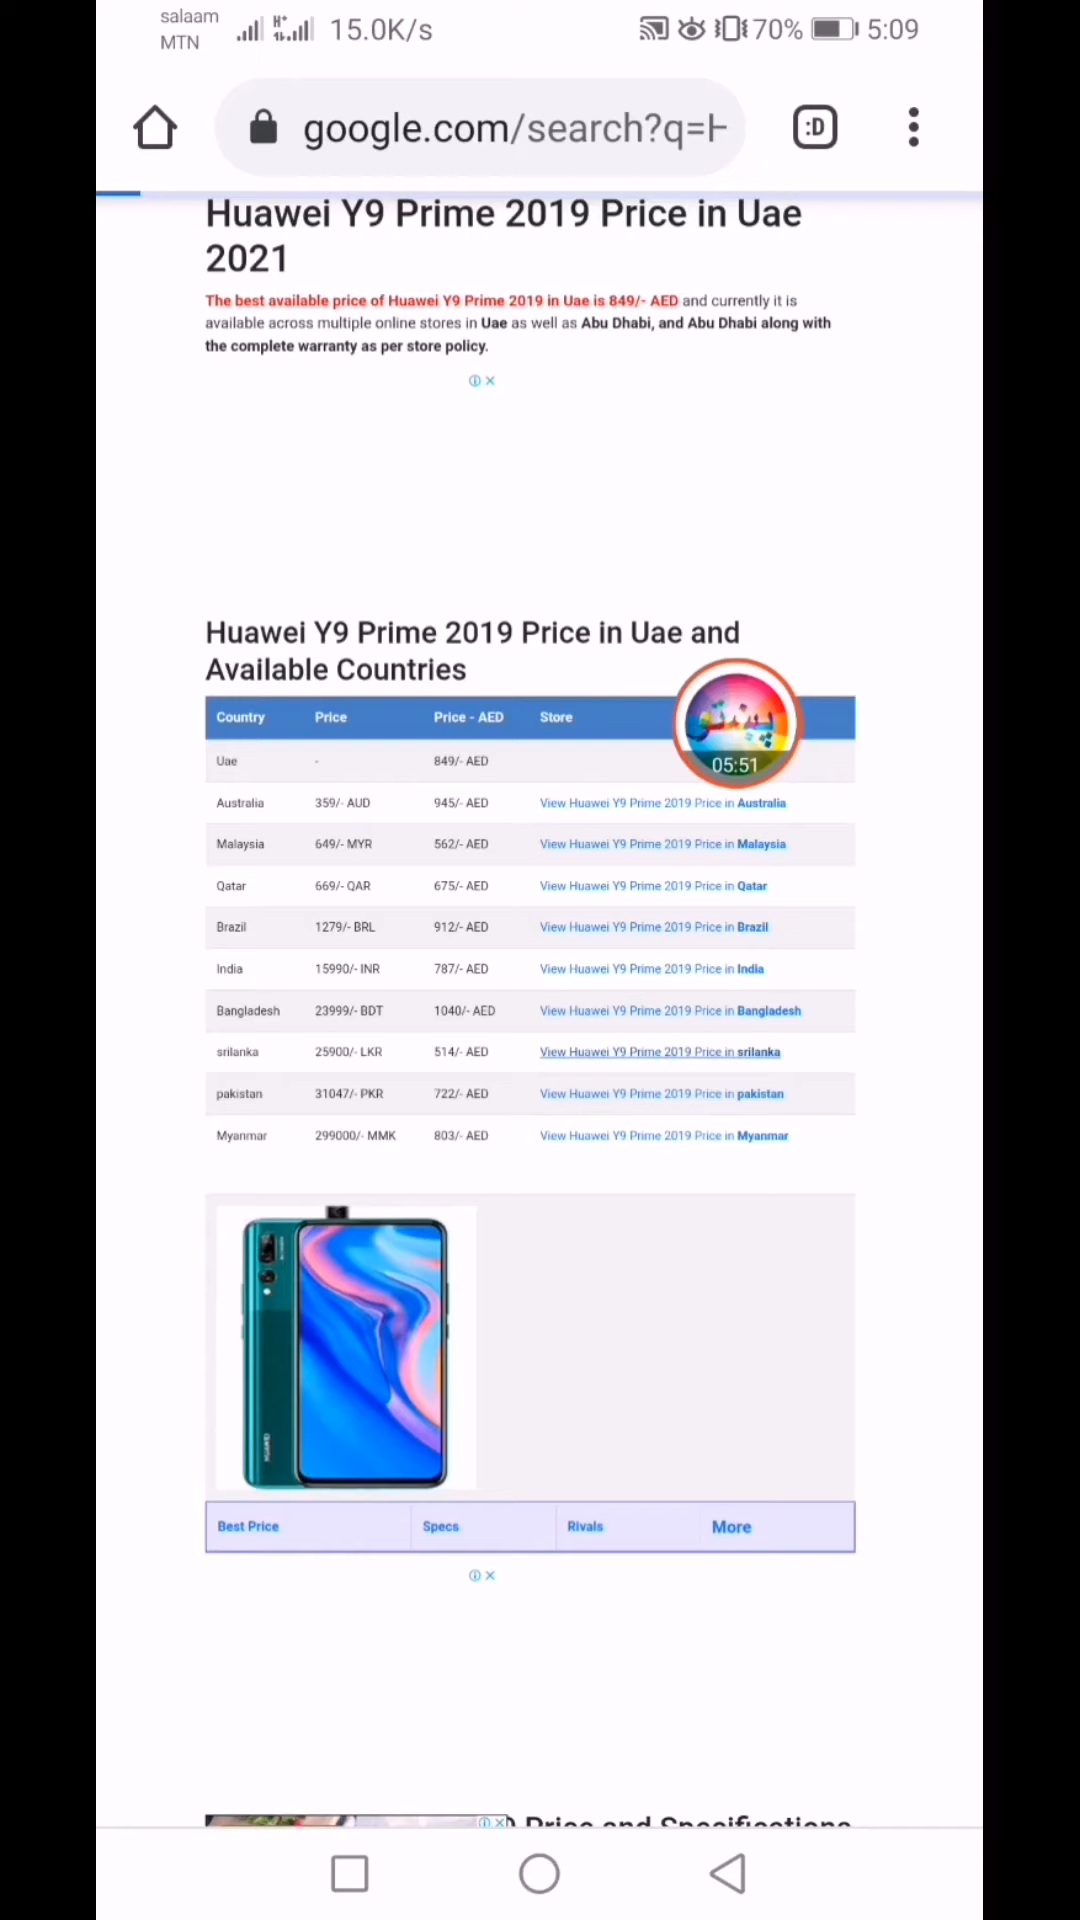 salaam
MTN
H+
15.0K/s
70%
5:09
google.com/search?q=H
:D
Huawei Y9 Prime 2019 Price in Uae
2021
The best available price of Huawei Y9 Prime 2019 in Uae is 849/- AED and currently it is
available across multiple online stores in Uae as well as Abu Dhabi, and Abu Dhabi along with
the complete warranty as per store policy.
Huawei Y9 Prime 2019 Price in Uae and
Available Countries
Country Price Price - AED Store
05:51
Uae - 849/- AED
Australia 359/- AUD 945/- AED View Huawei Y9 Prime 2019 Price in Australia
Malaysia 649/- MYR 562/- AED View Huawei Y9 Prime 2019 Price in Malaysia
Qatar 669/- QAR 675/- AED View Huawei Y9 Prime 2019 Price in Qatar
Brazil 1279/- BRL 912/- AED View Huawei Y9 Prime 2019 Price in Brazil
India 15990/- INR 787/- AED View Huawei Y9 Prime 2019 Price in India
Bangladesh 23999/- BDT 1040/- AED View Huawei Y9 Prime 2019 Price in Bangladesh
srilanka 25900/- LKR 514/- AED View Huawei Y9 Prime 2019 Price in srilanka
pakistan 31047/- PKR 722/- AED View Huawei Y9 Prime 2019 Price in pakistan
Myanmar 299000/- MMK 803/- AED View Huawei Y9 Prime 2019 Price in Myanmar
HUAWEI
Best Price Specs Rivals More
Price and Specifications